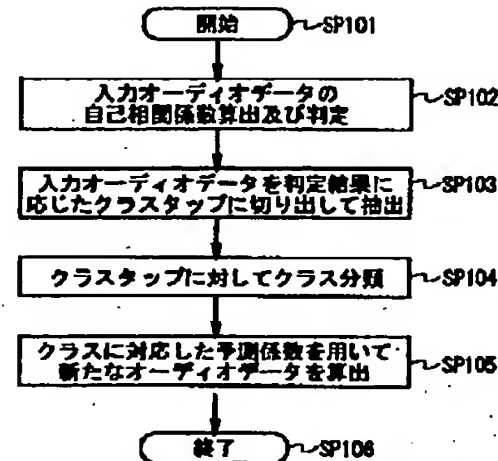 開始 SP101
入力オーディオデータの
自己相関係数算出及び判定 SP102
入力オーディオデータを判定結果に
応じたクラスタップに切り出して抽出 SP103
クラスタップに対してクラス分類 SP104
クラスに対応した予測係数を用いて
新たなオーディオデータを算出 SP105
終了 SP106